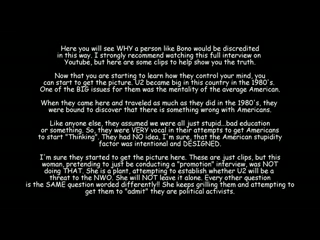 Here you will see WHY a person like Bono would be discredited
in this way. I strongly recommend watching this full interview on
Youtube, but here are some clips to help show you the truth.
Now that you are starting to learn how they control your mind, you
can start to get the picture. U2 became big in this country in the 1980's.
One of the BIG issues for them was the mentality of the average American.
When they came here and traveled as much as they did in the 1980's, they
were bound to discover that there is something wrong with Americans.
Like anyone else, they assumed we were all just stupid...bad education
or something. So, they were VERY vocal in their attempts to get Americans
to start "Thinking". They had NO idea, I'm sure, that the American stupidity
factor was intentional and DESIGNED.
I'm sure they started to get the picture here. These are just clips, but this
woman, pretending to just be conducting a "promotion" interview, was NOT
doing THAT. She is a plant, attempting to establish whether U2 will be a
threat to the NWO. She will NOT leave it alone. Every other question
is the SAME question worded differently!! She keeps grilling them and attempting to
get them to "admit" they are political activists.